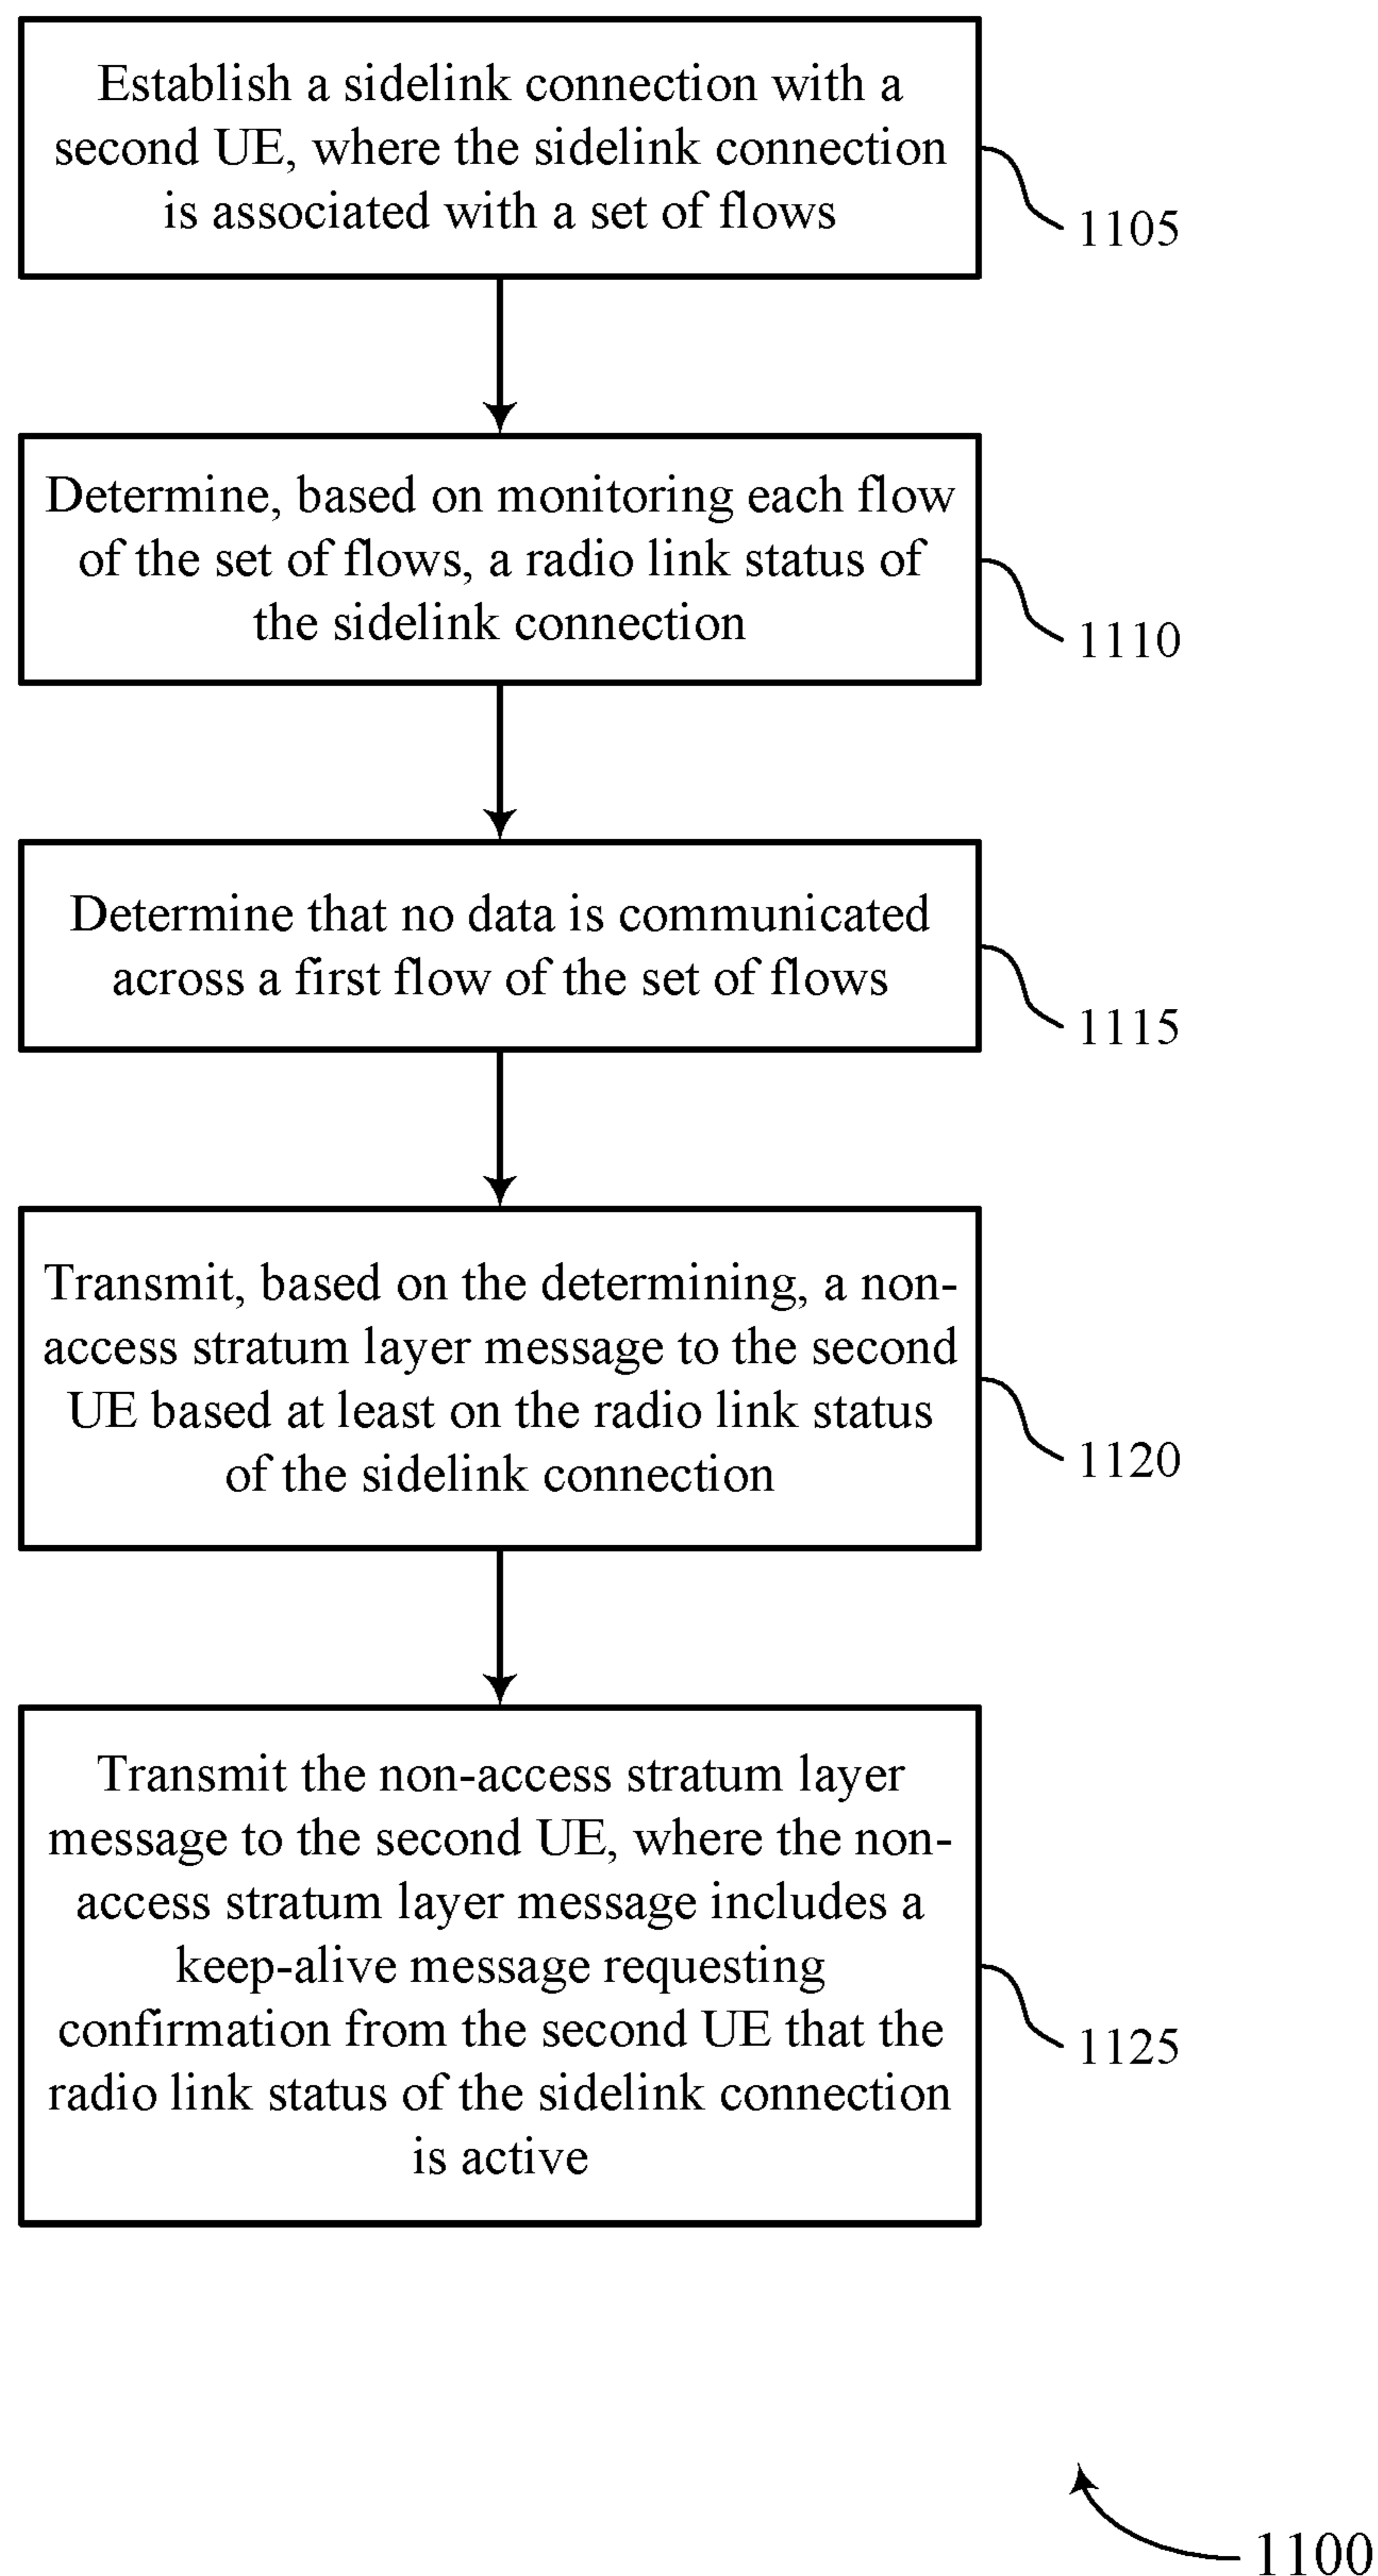 Establish a sidelink connection with a
second UE, where the sidelink connection
is associated with a set of flows
1105
Determine, based on monitoring each flow
of the set of flows, a radio link status of
the sidelink connection
1110
Determine that no data is communicated
across a first flow of the set of flows
1115
Transmit, based on the determining, a non-
access stratum layer message to the second
UE based at least on the radio link status
of the sidelink connection
1120
Transmit the non-access stratum layer
message to the second UE, where the non-
access stratum layer message includes a
keep-alive message requesting
confirmation from the second UE that the
radio link status of the sidelink connection
is active
1125
1100